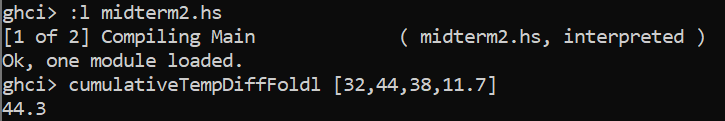 ghci> :l midterm2.hs
[1 of 2] Compiling Main             ( midterm2.hs, interpreted )
Ok, one module loaded.
ghci> cumulativeTempDiffFoldl [32,44,38,11.7]
44.3